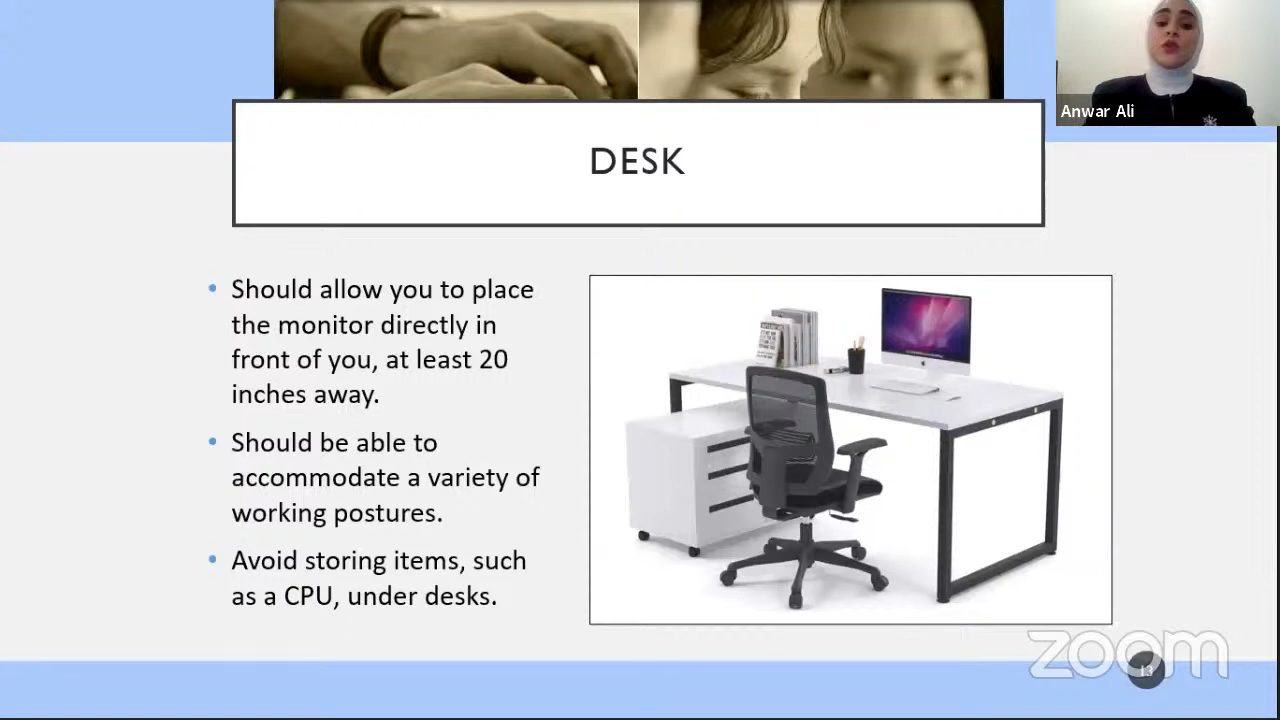 Anwar Ali
DESK
• Should allow you to place
the monitor directly in
front of you, at least 20
inches away.
• Should be able to
accommodate a variety of
working postures.
• Avoid storing items, such
as a CPU, under desks.
zoom
13